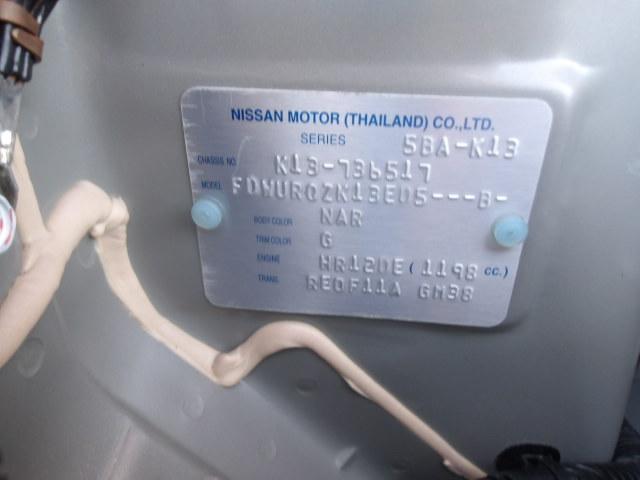 NISSAN MOTOR (THAILAND) CO.,LTD.
SERIES 5BA-K13
CHASSIS NO K13-736517
MODEL FDWUROZK13EU5---B-
BODY COLOR NAR
TRIM COLOR G
ENGINE HR12DE (1198 CC.)
TRANS. RE0F11A GM38